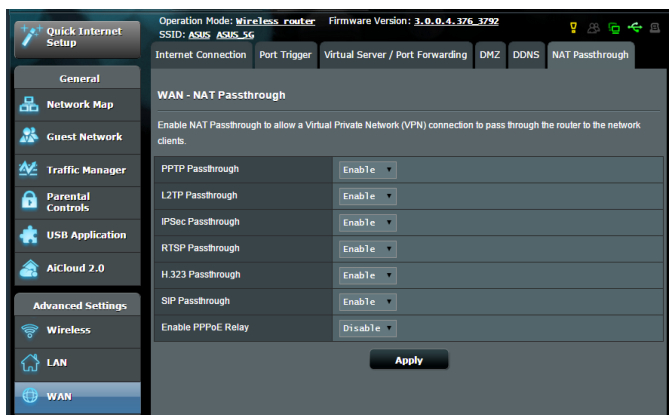 Quick Internet
Setup
Operation Mode: Wireless router Firmware Version: 3.0.0.4.376_3792
SSID: ASUS ASUS_5G
Internet Connection
Port Trigger
Virtual Server / Port Forwarding
DMZ
DDNS
NAT Passthrough
General
Network Map
Guest Network
Traffic Manager
Parental
Controls
USB Application
AiCloud 2.0
Advanced Settings
Wireless
LAN
WAN
WAN - NAT Passthrough
Enable NAT Passthrough to allow a Virtual Private Network (VPN) connection to pass through the router to the network
clients.
PPTP Passthrough Enable
L2TP Passthrough Enable
IPSec Passthrough Enable
RTSP Passthrough Enable
H.323 Passthrough Enable
SIP Passthrough Enable
Enable PPPoE Relay Disable
Apply